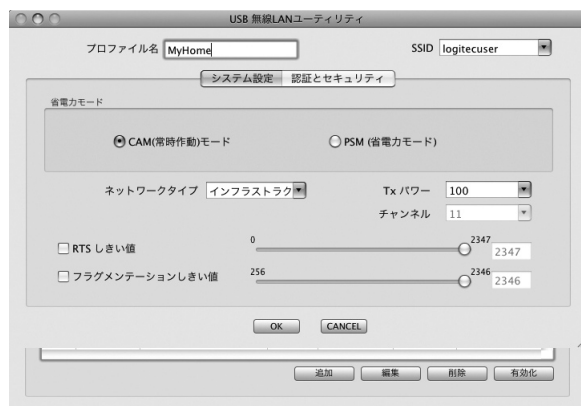 USB 無線LANユーティリティ
プロファイル名 MyHome SSID logitecuser
システム設定 認証とセキュリティ
省電力モード
CAM(常時作動)モード PSM (省電力モード)
ネットワークタイプ インフラストラク Tx パワー 100
チャンネル 11
RTS しきい値 0 2347 2347
フラグメンテーションしきい値 256 2346 2346
OK CANCEL
追加 編集 削除 有効化